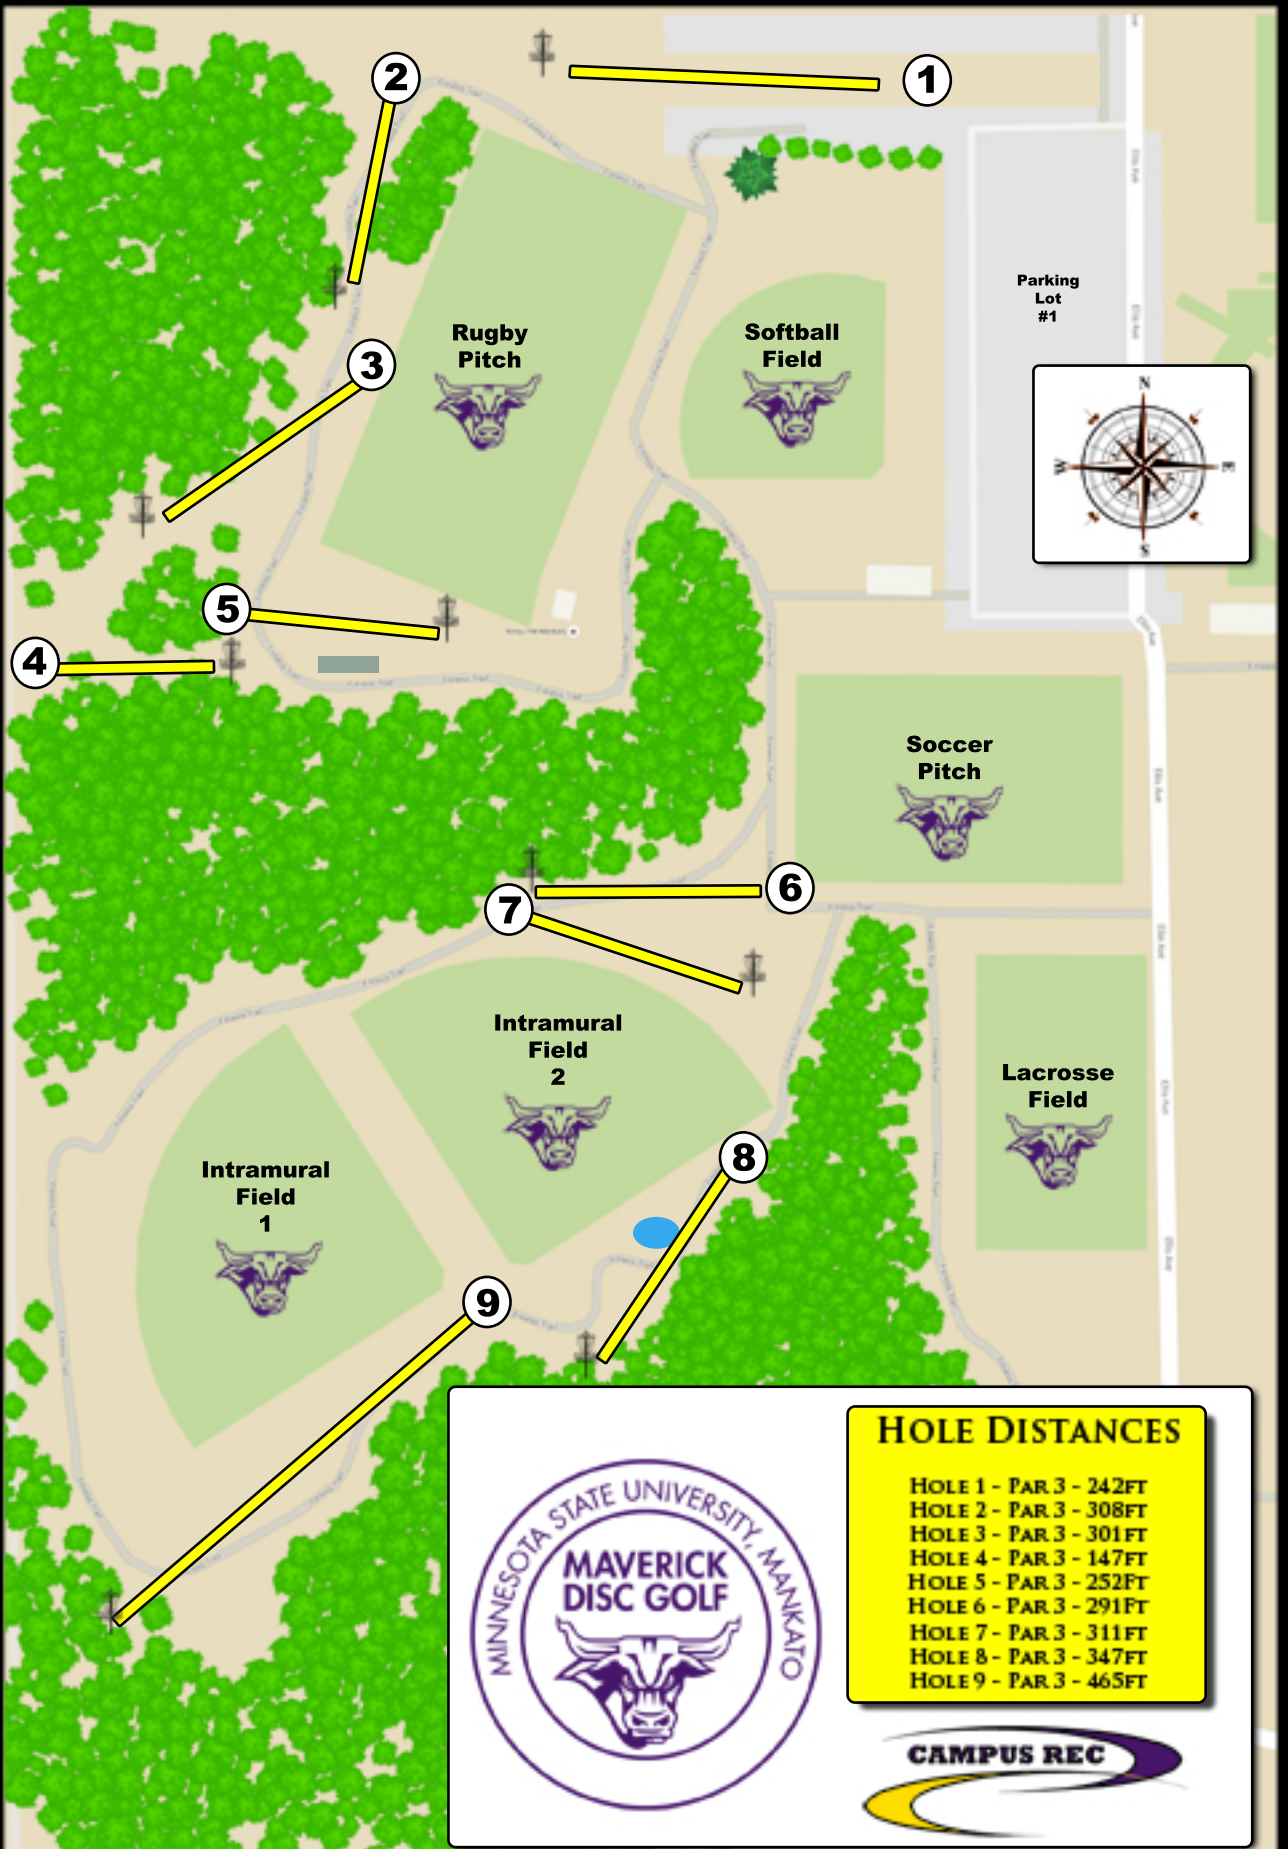 2
1
Parking
Lot
#1
Rugby
Pitch
Softball
Field
3
N
W
E
S
5
4
Soccer
Pitch
6
7
Intramural
Field
2
Lacrosse
Field
8
Intramural
Field
1
9
HOLE DISTANCES
HOLE 1 - PAR 3 - 242FT
HOLE 2 - PAR 3 - 308FT
HOLE 3 - PAR 3 - 301FT
HOLE 4 - PAR 3 - 147FT
HOLE 5 - PAR 3 - 252FT
HOLE 6 - PAR 3 - 291FT
HOLE 7 - PAR 3 - 311FT
HOLE 8 - PAR 3 - 347FT
HOLE 9 - PAR 3 - 465FT
MINNESOTA STATE UNIVERSITY, MANKATO
MAVERICK
DISC GOLF
CAMPUS REC